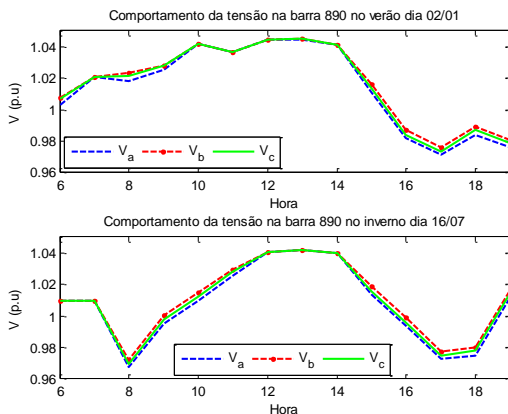 Comportamento da tensão na barra 890 no verão dia 02/01
1.04
1.02
1
0.98
0.96
V (p.u)
Va Vb Vc
6 8 10 12 14 16 18
Hora
Comportamento da tensão na barra 890 no inverno dia 16/07
1.04
1.02
1
0.98
0.96
V (p.u)
Va Vb Vc
6 8 10 12 14 16 18
Hora